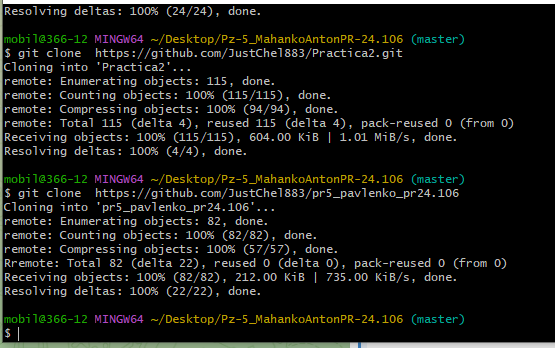 Resolving deltas: 100% (24/24), done.
mobil@366-12 MINGW64 ~/Desktop/Pz-5_MahankoAntonPR-24.106 (master)
$ git clone  https://github.com/JustChel883/Practica2.git
Cloning into 'Practica2'...
remote: Enumerating objects: 115, done.
remote: Counting objects: 100% (115/115), done.
remote: Compressing objects: 100% (94/94), done.
remote: Total 115 (delta 4), reused 115 (delta 4), pack-reused 0 (from 0)
Receiving objects: 100% (115/115), 604.00 KiB | 1.01 MiB/s, done.
Resolving deltas: 100% (4/4), done.
mobil@366-12 MINGW64 ~/Desktop/Pz-5_MahankoAntonPR-24.106 (master)
$ git clone  https://github.com/JustChel883/pr5_pavlenko_pr24.106
Cloning into 'pr5_pavlenko_pr24.106'...
remote: Enumerating objects: 82, done.
remote: Counting objects: 100% (82/82), done.
remote: Compressing objects: 100% (57/57), done.
Rremote: Total 82 (delta 22), reused 0 (delta 0), pack-reused 0 (from 0)
Receiving objects: 100% (82/82), 212.00 KiB | 735.00 KiB/s, done.
Resolving deltas: 100% (22/22), done.
mobil@366-12 MINGW64 ~/Desktop/Pz-5_MahankoAntonPR-24.106 (master)
$